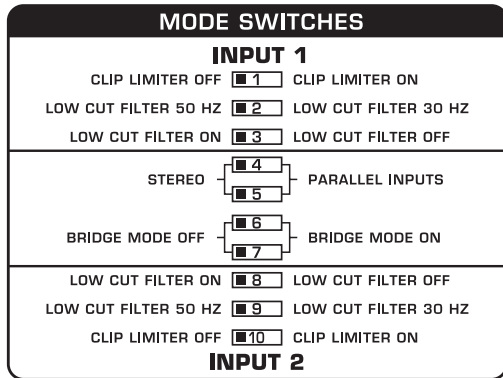 MODE SWITCHES
INPUT 1
CLIP LIMITER OFF 1 CLIP LIMITER ON
LOW CUT FILTER 50 HZ 2 LOW CUT FILTER 30 HZ
LOW CUT FILTER ON 3 LOW CUT FILTER OFF
4
STEREO PARALLEL INPUTS
5
6
BRIDGE MODE OFF BRIDGE MODE ON
7
LOW CUT FILTER ON 8 LOW CUT FILTER OFF
LOW CUT FILTER 50 HZ 9 LOW CUT FILTER 30 HZ
CLIP LIMITER OFF 10 CLIP LIMITER ON
INPUT 2